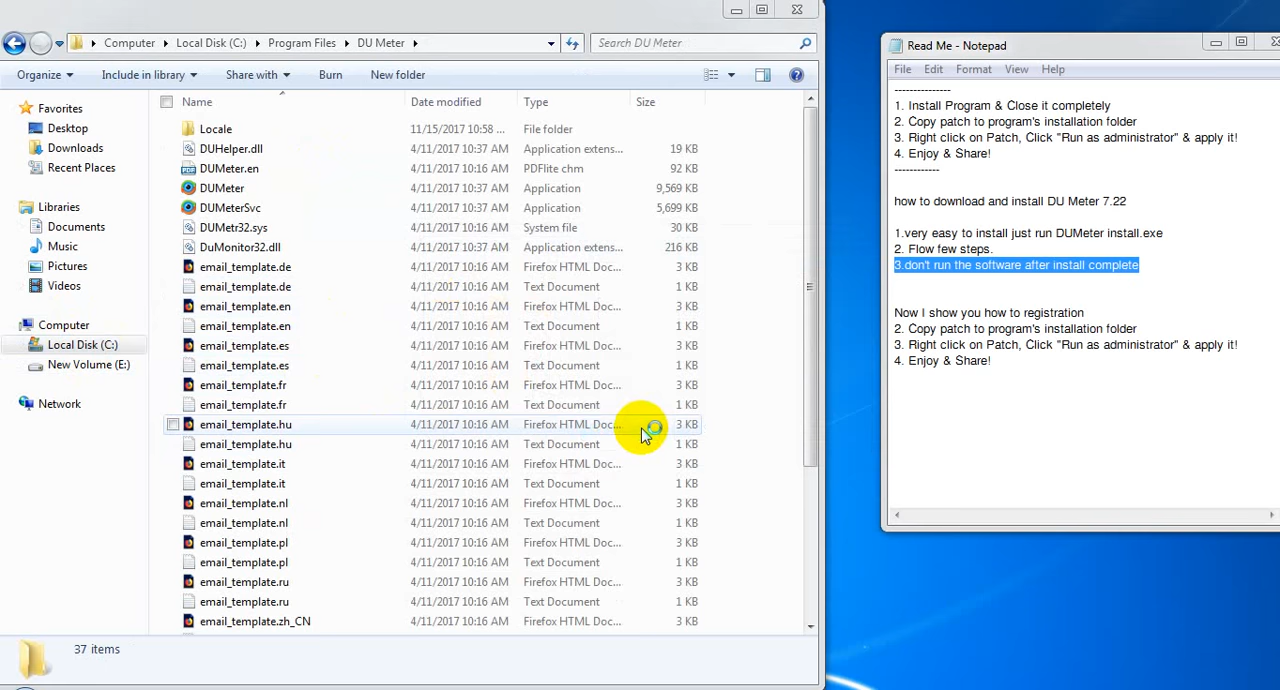 Computer
Local Disk (C:)
Program Files
DU Meter
Search DU Meter
Organize
Include in library
Share with
Burn
New folder
Favorites
Desktop
Downloads
Recent Places
Libraries
Documents
Music
Pictures
Videos
Computer
Local Disk (C:)
New Volume (E:)
Network
Name Date modified Type Size
Locale 11/15/2017 10:58 ... File folder
DUHelper.dll 4/11/2017 10:37 AM Application extens... 19 KB
DUMeter.en 4/11/2017 10:16 AM PDFlite chm 92 KB
DUMeter 4/11/2017 10:37 AM Application 9,569 KB
DUMeterSvc 4/11/2017 10:37 AM Application 5,699 KB
DUMetr32.sys 4/11/2017 10:16 AM System file 30 KB
DuMonitor32.dll 4/11/2017 10:37 AM Application extens... 216 KB
email_template.de 4/11/2017 10:16 AM Firefox HTML Doc... 3 KB
email_template.de 4/11/2017 10:16 AM Text Document 1 KB
email_template.en 4/11/2017 10:16 AM Firefox HTML Doc... 3 KB
email_template.en 4/11/2017 10:16 AM Text Document 1 KB
email_template.es 4/11/2017 10:16 AM Firefox HTML Doc... 3 KB
email_template.es 4/11/2017 10:16 AM Text Document 1 KB
email_template.fr 4/11/2017 10:16 AM Firefox HTML Doc... 3 KB
email_template.fr 4/11/2017 10:16 AM Text Document 1 KB
email_template.hu 4/11/2017 10:16 AM Firefox HTML Doc... 3 KB
email_template.hu 4/11/2017 10:16 AM Text Document 1 KB
email_template.it 4/11/2017 10:16 AM Firefox HTML Doc... 3 KB
email_template.it 4/11/2017 10:16 AM Text Document 1 KB
email_template.nl 4/11/2017 10:16 AM Firefox HTML Doc... 3 KB
email_template.nl 4/11/2017 10:16 AM Text Document 1 KB
email_template.pl 4/11/2017 10:16 AM Firefox HTML Doc... 3 KB
email_template.pl 4/11/2017 10:16 AM Text Document 1 KB
email_template.ru 4/11/2017 10:16 AM Firefox HTML Doc... 3 KB
email_template.ru 4/11/2017 10:16 AM Text Document 1 KB
email_template.zh_CN 4/11/2017 10:16 AM Firefox HTML Doc... 3 KB
37 items
Read Me - Notepad
File Edit Format View Help
---------------
1. Install Program & Close it completely
2. Copy patch to program's installation folder
3. Right click on Patch, Click "Run as administrator" & apply it!
4. Enjoy & Share!
------------
how to download and install DU Meter 7.22
1.very easy to install just run DUMeter install.exe
2. Flow few steps.
3.don't run the software after install complete
Now I show you how to registration
2. Copy patch to program's installation folder
3. Right click on Patch, Click "Run as administrator" & apply it!
4. Enjoy & Share!